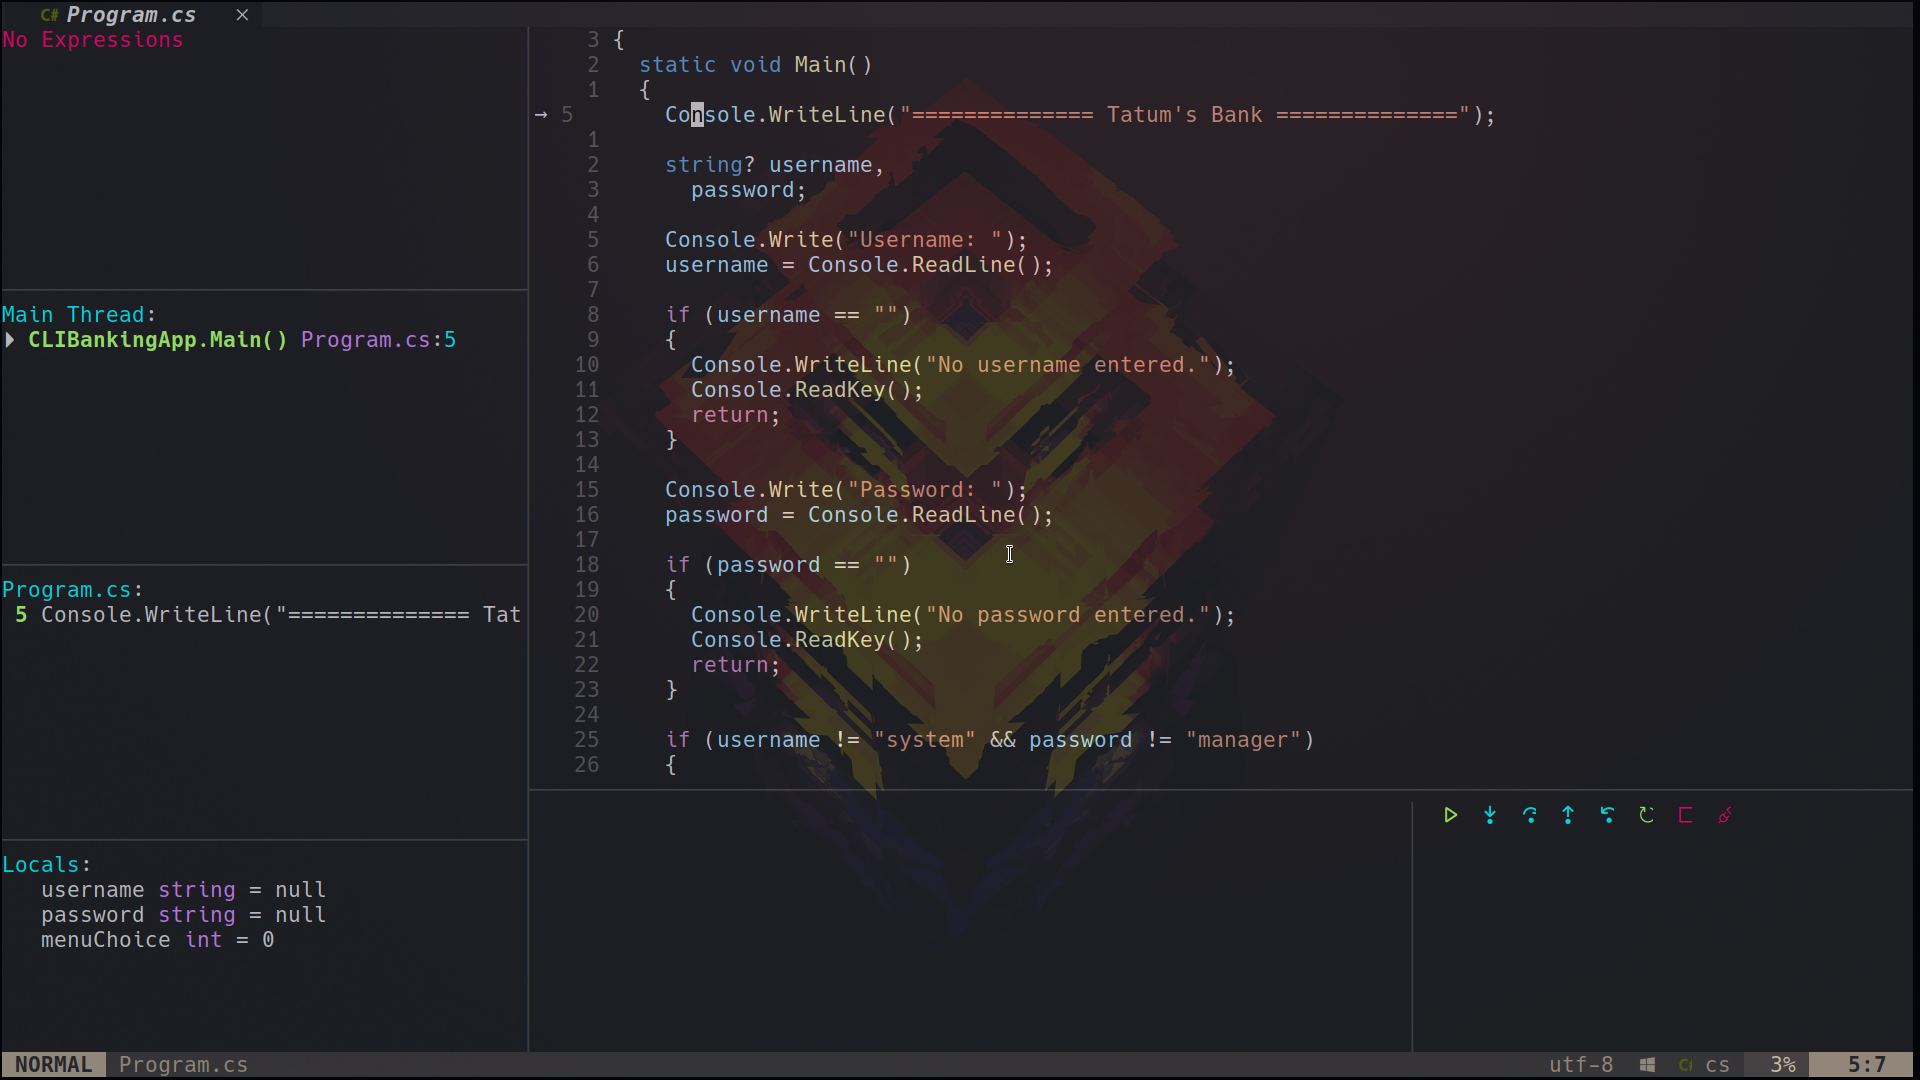 C# Program.cs ×
No Expressions
Main Thread:
CLIBankingApp.Main() Program.cs:5
Program.cs:
5 Console.WriteLine("============== Tat
Locals:
username string = null
password string = null
menuChoice int = 0
3 {
2 static void Main()
1 {
→ 5 Console.WriteLine("============== Tatum's Bank ==============");
1
2 string? username,
3 password;
4
5 Console.Write("Username: ");
6 username = Console.ReadLine();
7
8 if (username == "")
9 {
10 Console.WriteLine("No username entered.");
11 Console.ReadKey();
12 return;
13 }
14
15 Console.Write("Password: ");
16 password = Console.ReadLine();
17
18 if (password == "")
19 {
20 Console.WriteLine("No password entered.");
21 Console.ReadKey();
22 return;
23 }
24
25 if (username != "system" && password != "manager")
26 {
NORMAL Program.cs utf-8 C# cs 3% 5:7